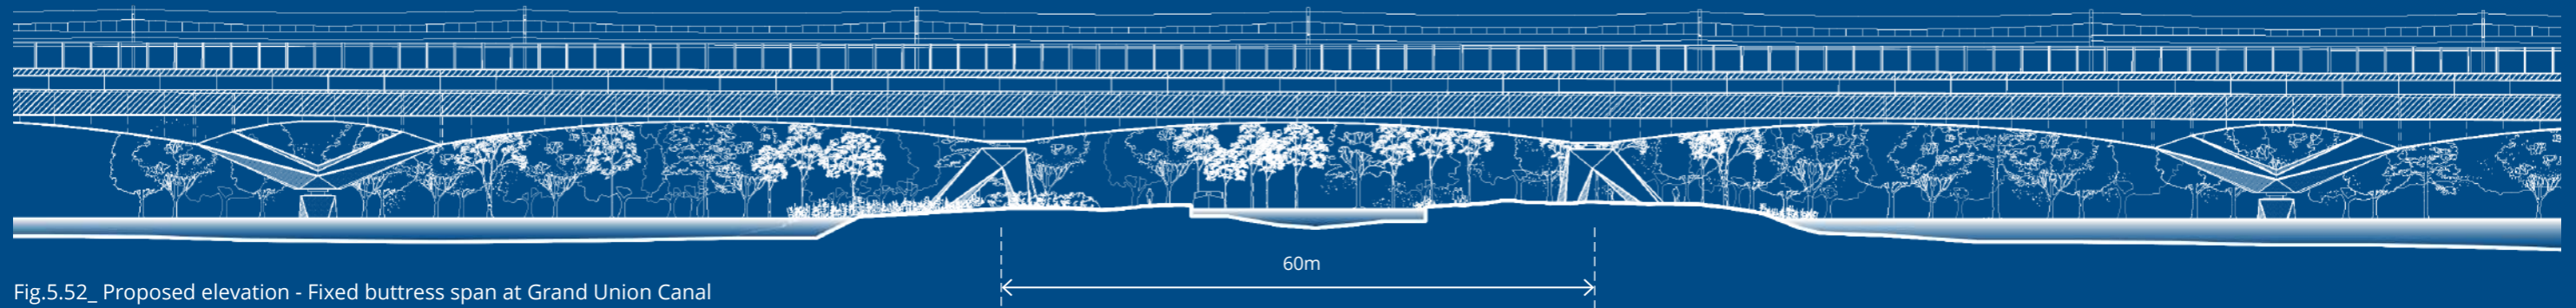 60m
Fig.5.52_ Proposed elevation - Fixed buttress span at Grand Union Canal